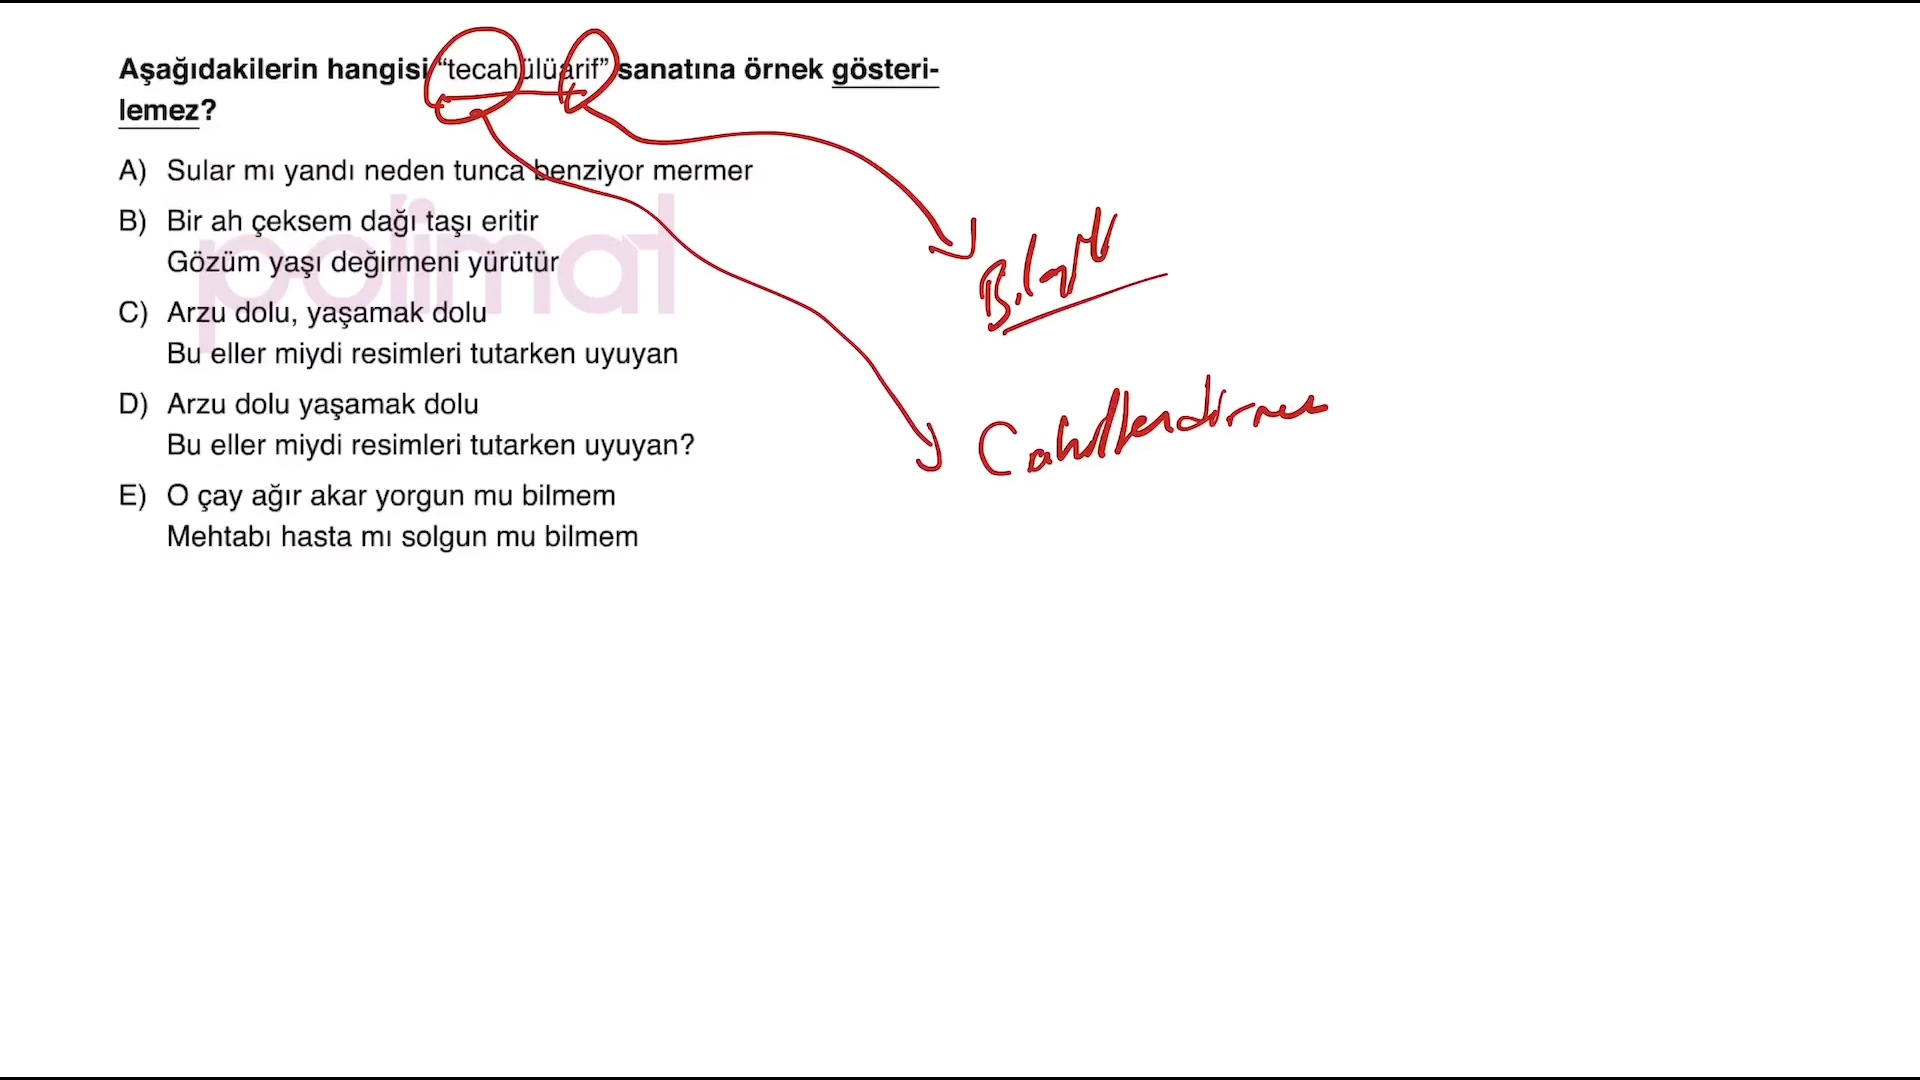 Aşağıdakilerin hangisi “tecahülüarif” sanatına örnek gösteri-
lemez?
A) Sular mı yandı neden tunca benziyor mermer
B) Bir ah çeksem dağı taşı eritir
Gözüm yaşı değirmeni yürütür
C) Arzu dolu, yaşamak dolu
Bu eller miydi resimleri tutarken uyuyan
D) Arzu dolu yaşamak dolu
Bu eller miydi resimleri tutarken uyuyan?
E) O çay ağır akar yorgun mu bilmem
Mehtabı hasta mı solgun mu bilmem
polimat
Cahillendirme